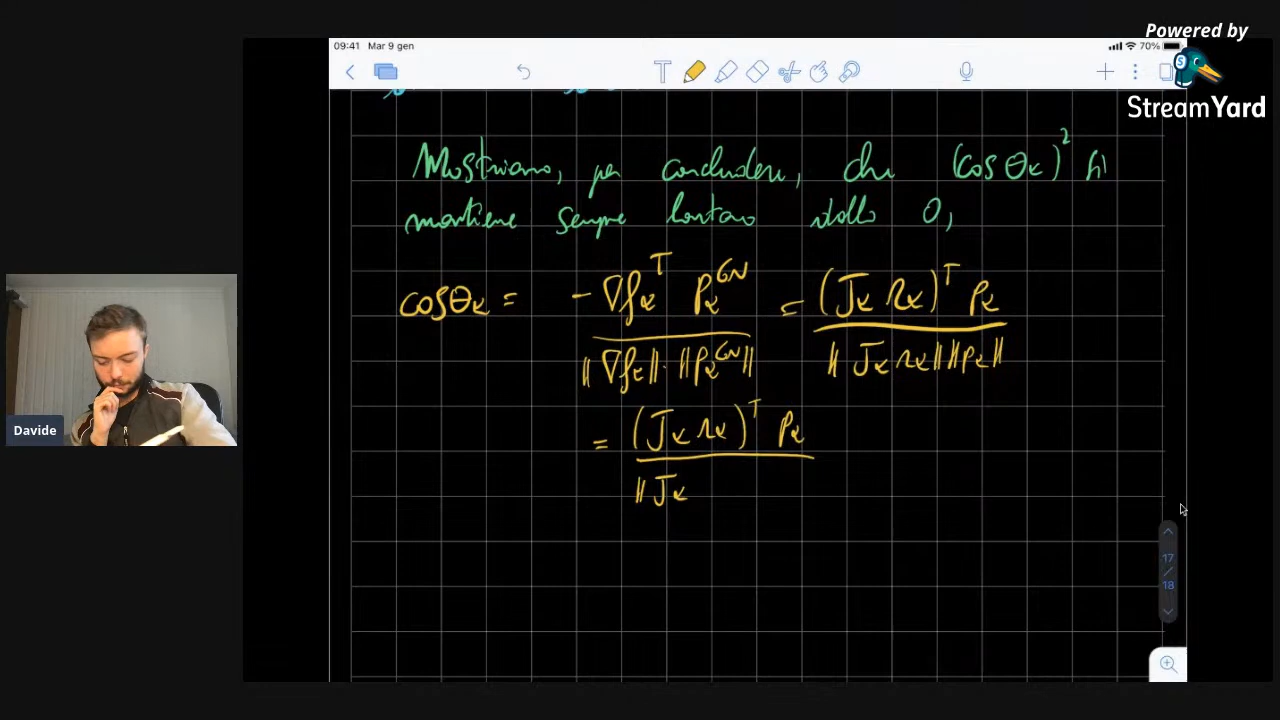 Powered by
StreamYard
09:41 Mar 9 gen
70%
Mostriamo, per concludere, che (cos θₖ)² si
mantiene sempre lontano dallo 0,
cosθₖ = -∇fₖᵀ pₖᴳᴺ / ‖∇fₖ‖·‖pₖᴳᴺ‖ = (Jₖ rₖ)ᵀ pₖ / ‖Jₖ rₖ‖‖pₖ‖
= (Jₖ rₖ)ᵀ pₖ / ‖Jₖ
Davide
17
/
18